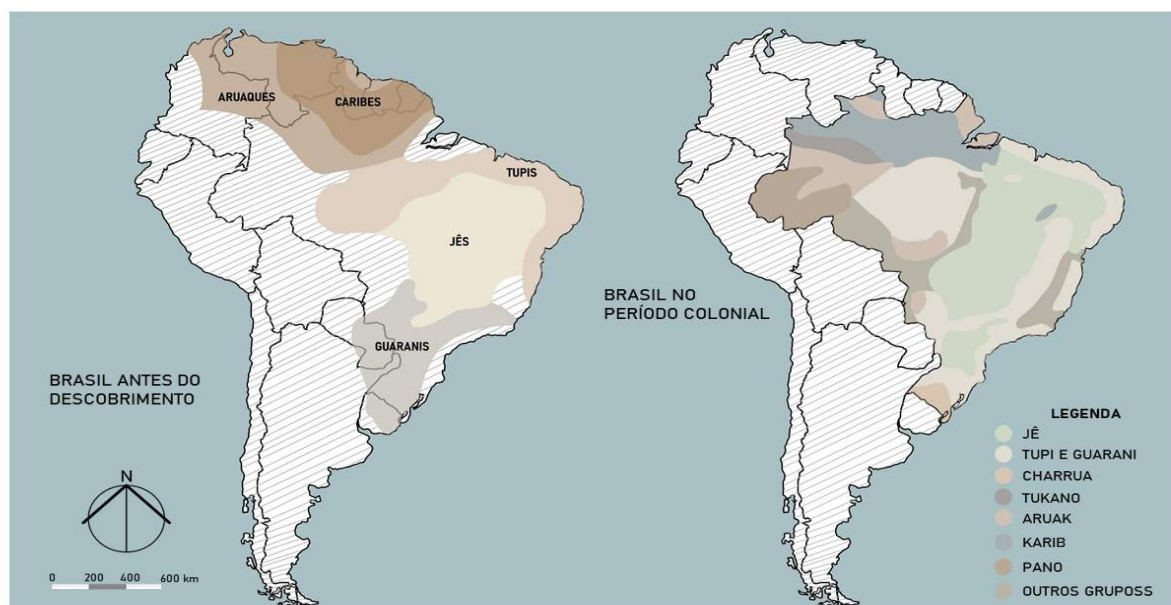 ARUAQUES
CARIBES
TUPIS
JÊS
GUARANIS
BRASIL ANTES DO
DESCOBRIMENTO
N
0 200 400 600 km
BRASIL NO
PERÍODO COLONIAL
LEGENDA
JÊ
TUPI E GUARANI
CHARRUA
TUKANO
ARUAK
KARIB
PANO
OUTROS GRUPOSS